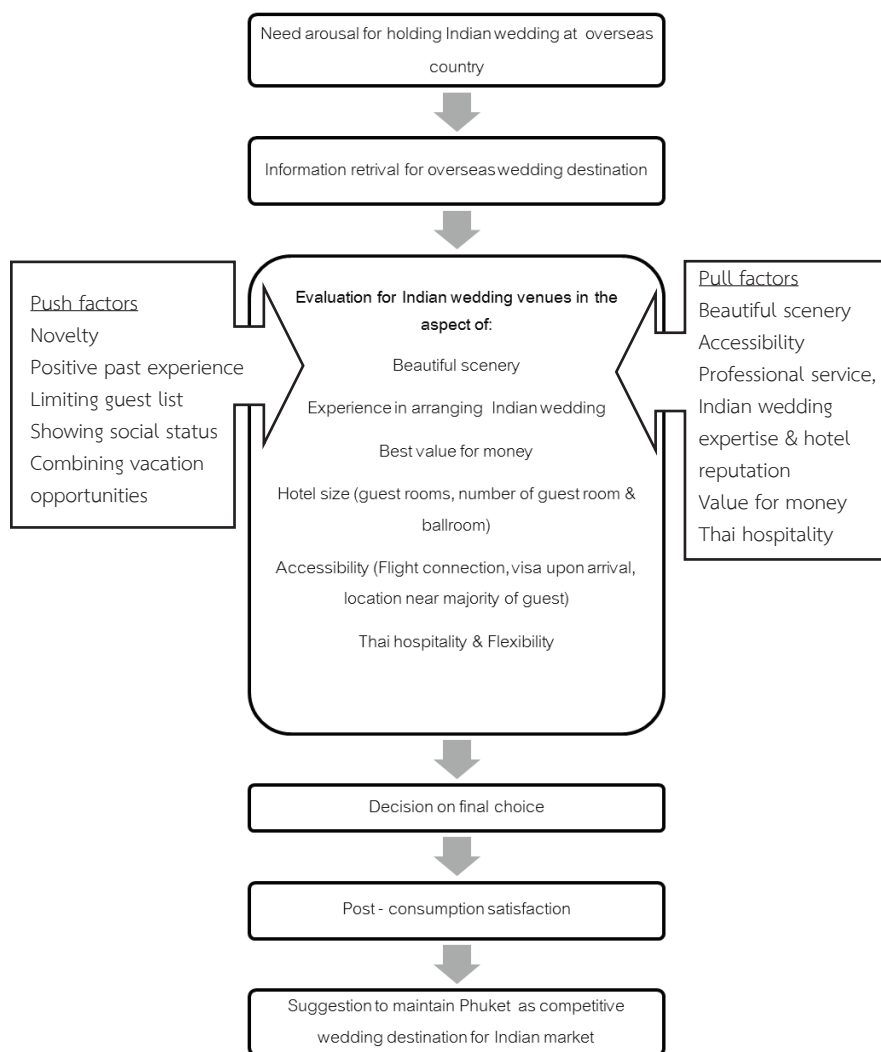 Need arousal for holding Indian wedding at overseas
country
Information retrival for overseas wedding destination
Push factors
Novelty
Positive past experience
Limiting guest list
Showing social status
Combining vacation
opportunities
Evaluation for Indian wedding venues in the
aspect of:
Beautiful scenery
Experience in arranging Indian wedding
Best value for money
Hotel size (guest rooms, number of guest room &
ballroom)
Accessibility (Flight connection, visa upon arrival,
location near majority of guest)
Thai hospitality & Flexibility
Pull factors
Beautiful scenery
Accessibility
Professional service,
Indian wedding
expertise & hotel
reputation
Value for money
Thai hospitality
Decision on final choice
Post - consumption satisfaction
Suggestion to maintain Phuket as competitive
wedding destination for Indian market